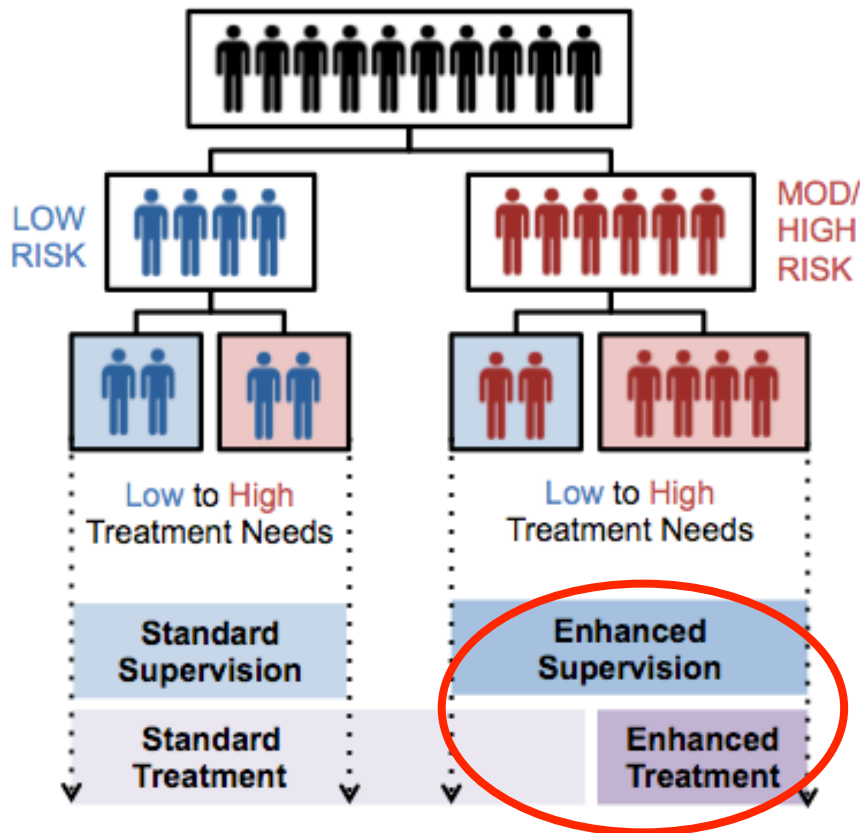 LOW
RISK
MOD/
HIGH
RISK
Low to High
Treatment Needs
Low to High
Treatment Needs
Standard
Supervision
Enhanced
Supervision
Standard
Treatment
Enhanced
Treatment